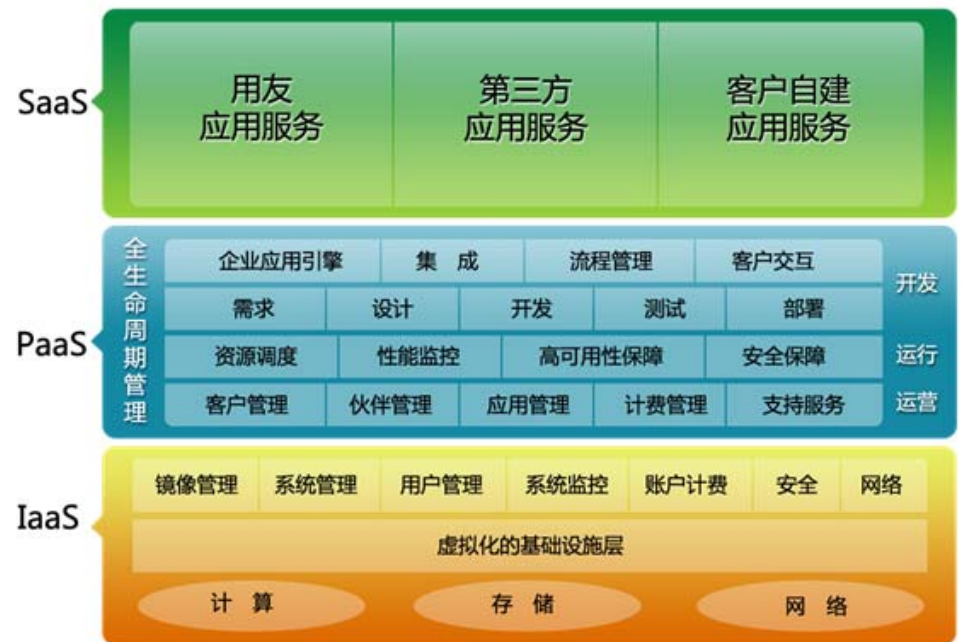 SaaS
用友 第三方 客户自建
应用服务 应用服务 应用服务
PaaS
全生命周期管理
企业应用引擎 集 成 流程管理 客户交互
需求 设计 开发 测试 部署
开发
资源调度 性能监控 高可用性保障 安全保障 运行
客户管理 伙伴管理 应用管理 计费管理 支持服务 运营
IaaS
镜像管理 系统管理 用户管理 系统监控 账户计费 安全 网络
虚拟化的基础设施层
计 算 存 储 网 络